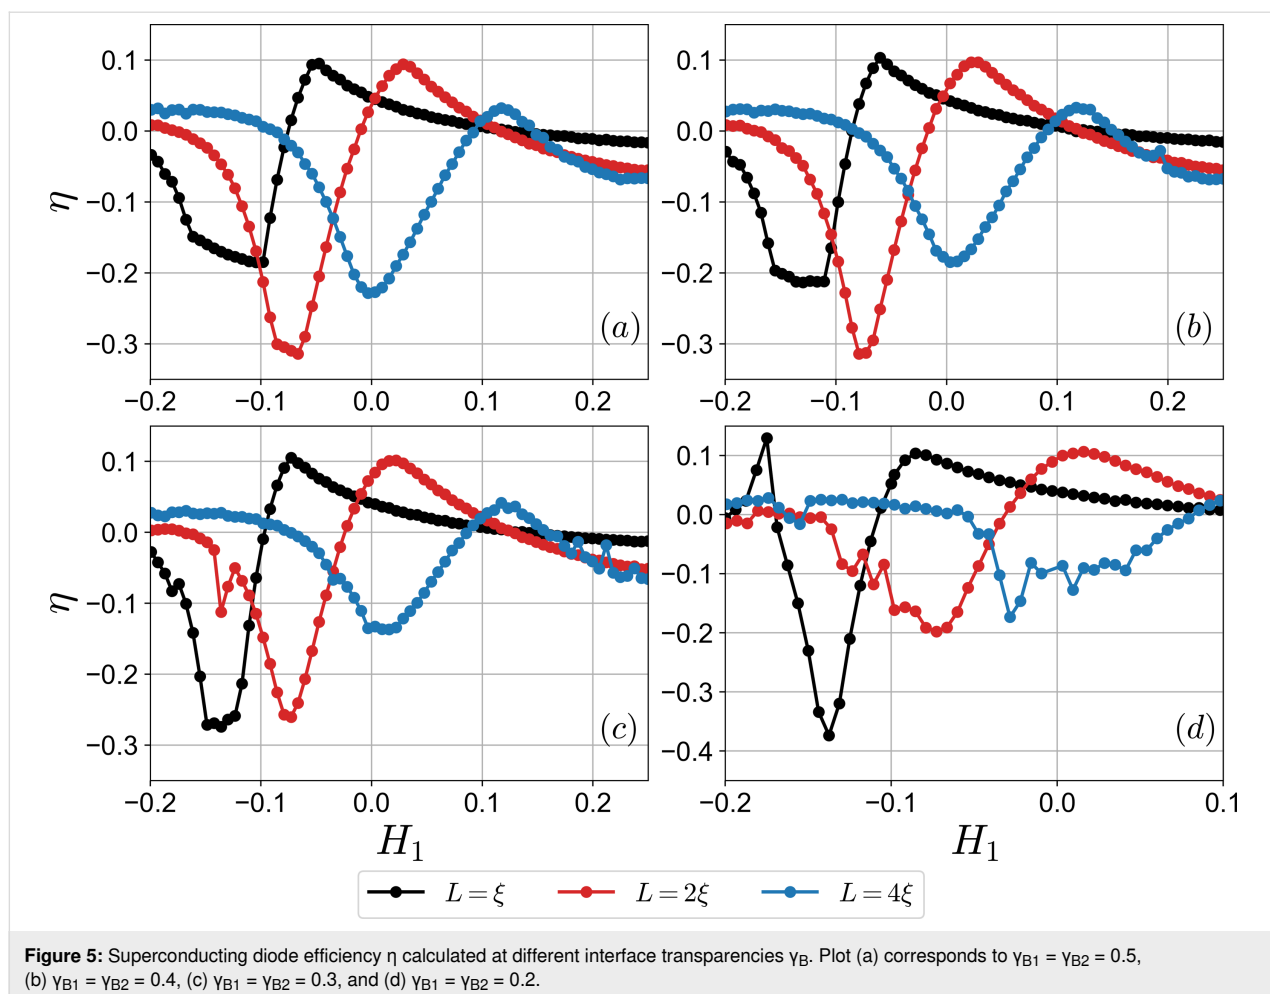 0.1
0.0
−0.1
−0.2
−0.3
η
(a)
−0.2 −0.1 0.0 0.1 0.2
0.1
0.0
−0.1
−0.2
−0.3
(b)
−0.2 −0.1 0.0 0.1 0.2
0.1
0.0
−0.1
−0.2
−0.3
η
(c)
−0.2 −0.1 0.0 0.1 0.2
H₁
0.1
0.0
−0.1
−0.2
−0.3
−0.4
(d)
−0.2 −0.1 0.0 0.1
H₁
L = ξ L = 2ξ L = 4ξ
Figure 5: Superconducting diode efficiency η calculated at different interface transparencies γB. Plot (a) corresponds to γB1 = γB2 = 0.5,
(b) γB1 = γB2 = 0.4, (c) γB1 = γB2 = 0.3, and (d) γB1 = γB2 = 0.2.